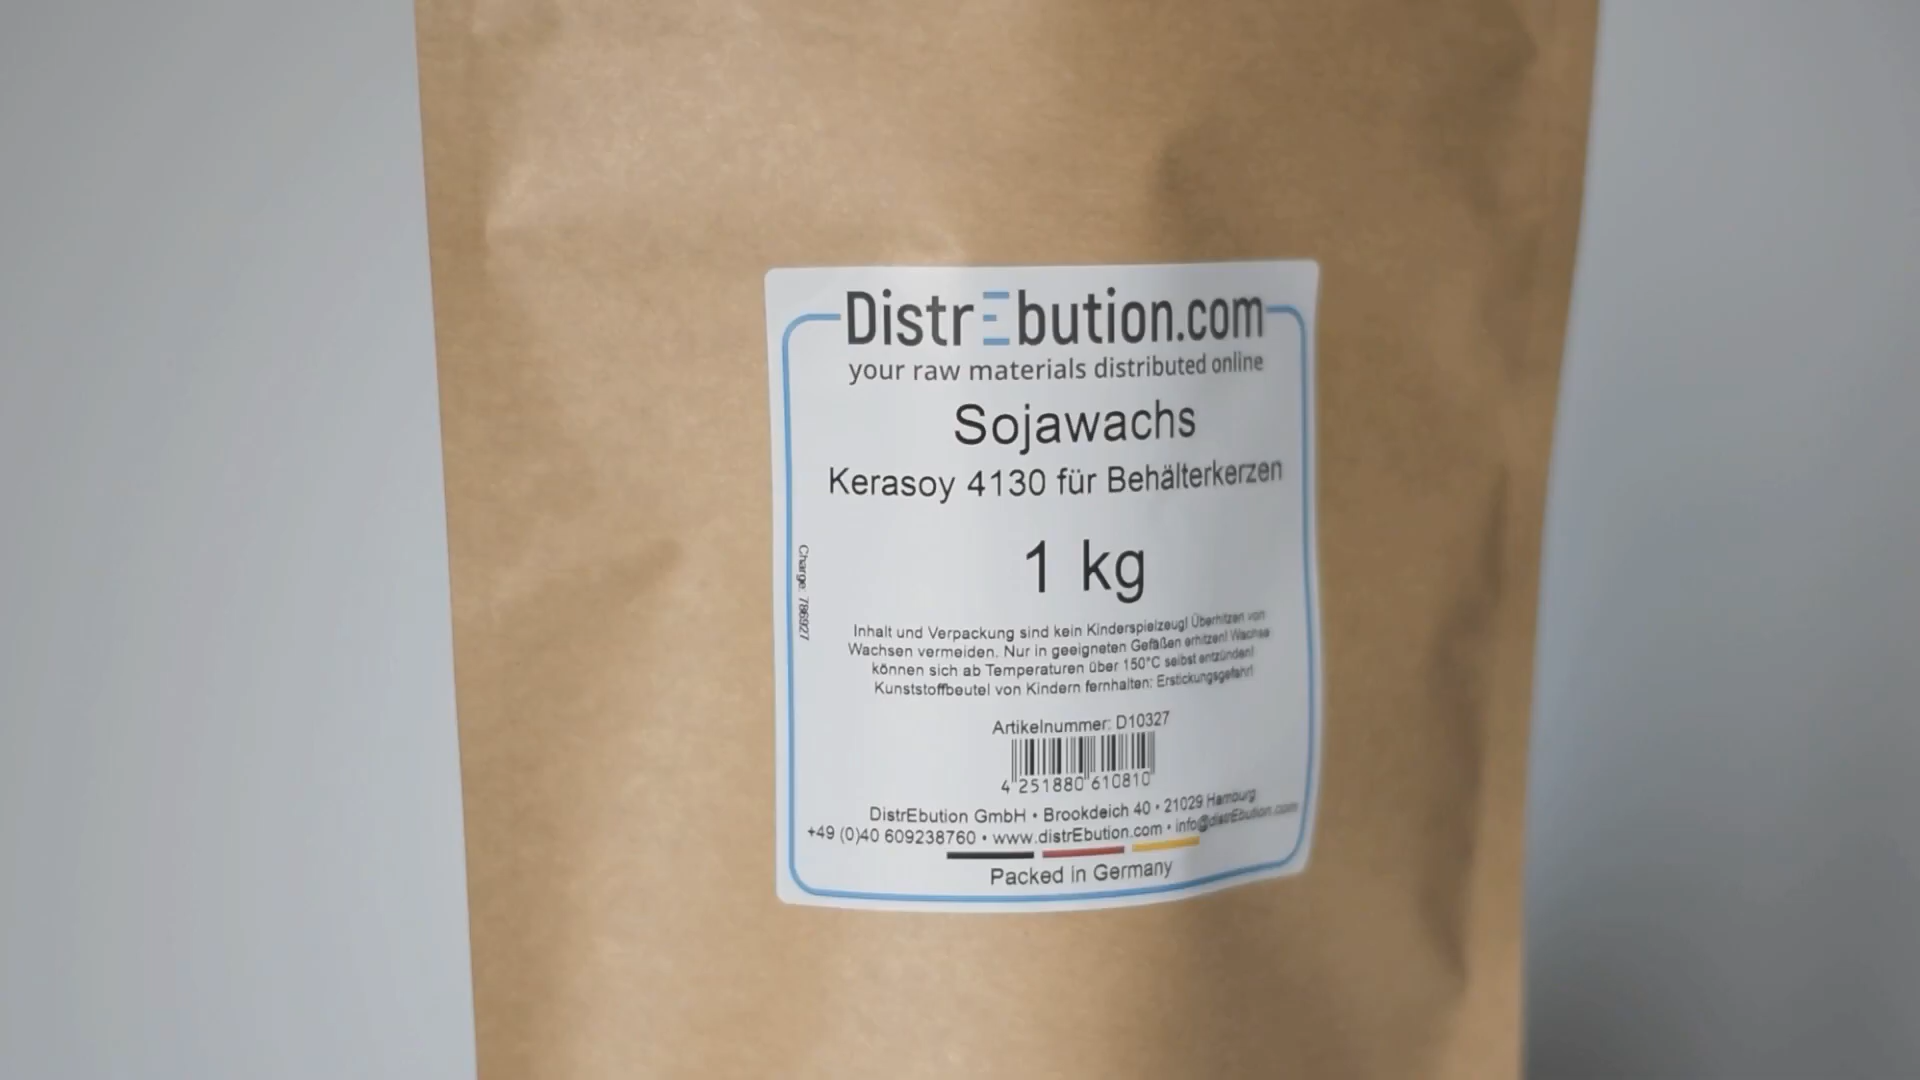 DistrEbution.com
your raw materials distributed online
Sojawachs
Kerasoy 4130 für Behälterkerzen
1 kg
Charge: 786927
Inhalt und Verpackung sind kein Kinderspielzeug! Überhitzen von
Wachsen vermeiden. Nur in geeigneten Gefäßen erhitzen! Wachse
können sich ab Temperaturen über 150°C selbst entzünden!
Kunststoffbeutel von Kindern fernhalten: Erstickungsgefahr!
Artikelnummer: D10327
4 251880 610810
DistrEbution GmbH • Brookdeich 40 • 21029 Hamburg
+49 (0)40 609238760 • www.distrEbution.com • info@distrEbution.com
Packed in Germany